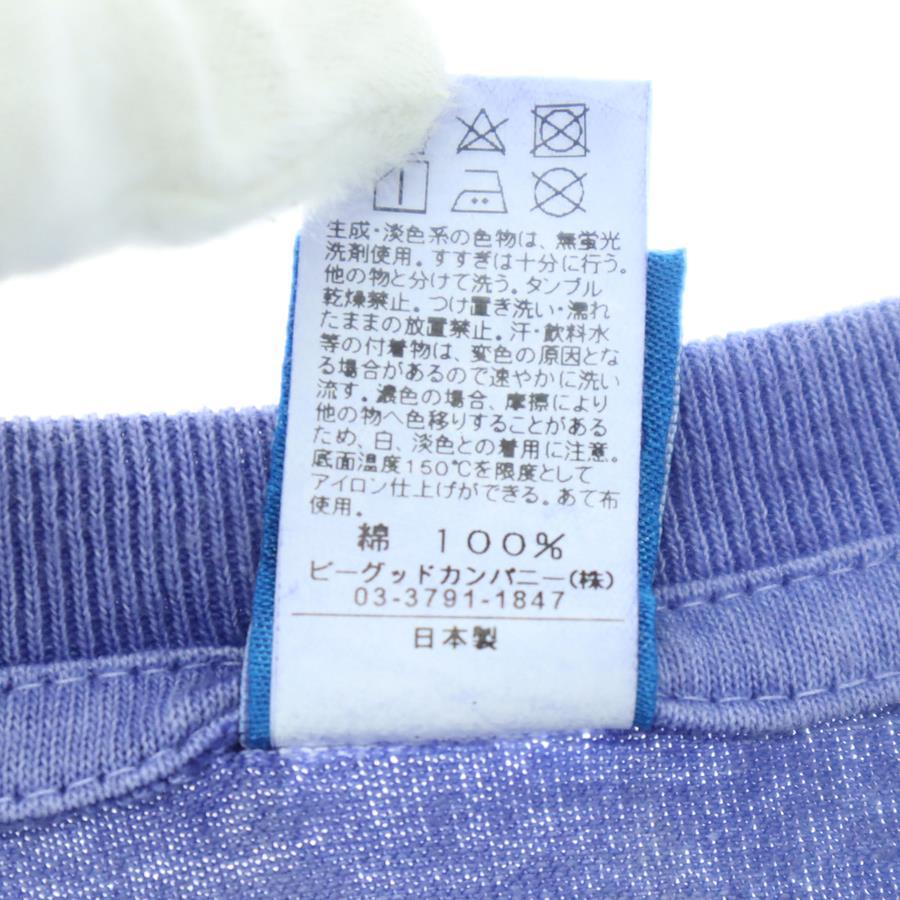 生成・淡色系の色物は、無蛍光
洗剤使用。すすぎは十分に行う。
他の物と分けて洗う。タンブル
乾燥禁止。つけ置き洗い・濡れ
たままの放置禁止。汗・飲料水
等の付着物は、変色の原因とな
る場合があるので速やかに洗い
流す。濃色の場合、摩擦により
他の物へ色移りすることがある
ため、白、淡色との着用に注意。
底面温度150℃を限度として
アイロン仕上げができる。あて布
使用。
綿 100%
ビーグッドカンパニー(株)
03-3791-1847
日本製